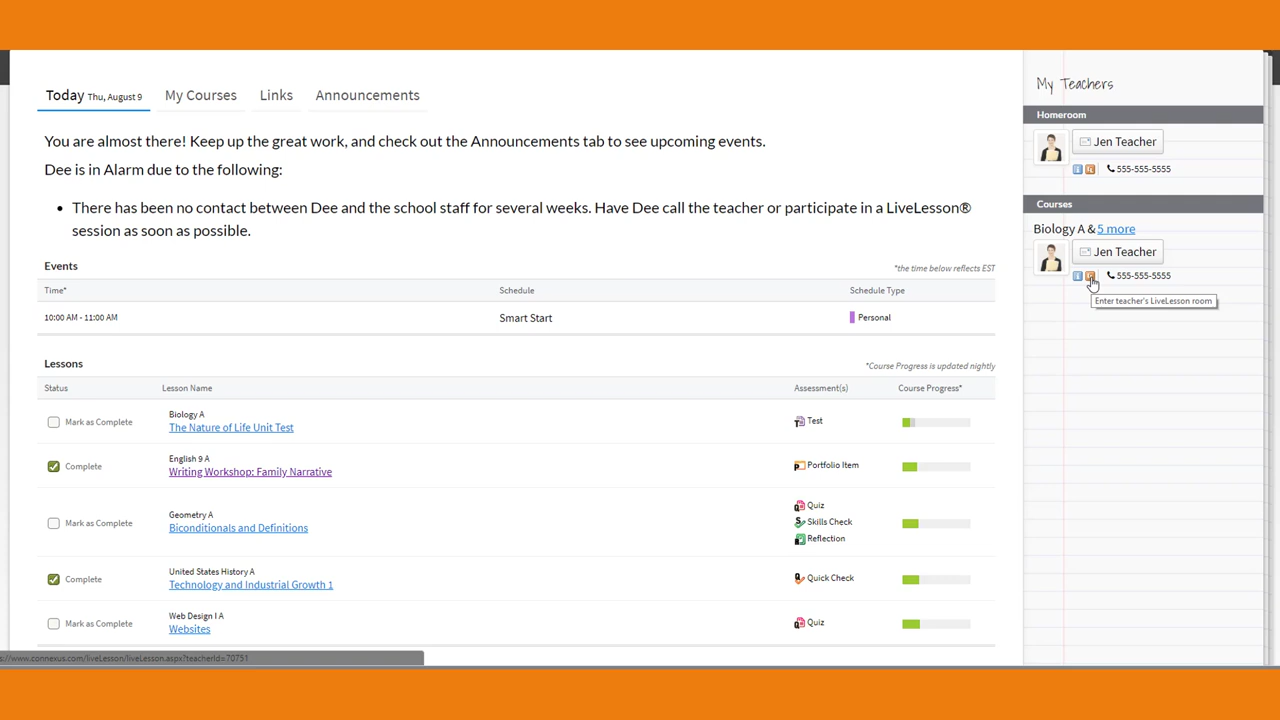 Today Thu, August 9
My Courses
Links
Announcements
You are almost there! Keep up the great work, and check out the Announcements tab to see upcoming events.
Dee is in Alarm due to the following:
• There has been no contact between Dee and the school staff for several weeks. Have Dee call the teacher or participate in a LiveLesson®
session as soon as possible.
Events
*the time below reflects EST
Time* Schedule Schedule Type
10:00 AM - 11:00 AM Smart Start Personal
Lessons
*Course Progress is updated nightly
Status Lesson Name Assessment(s) Course Progress*
Biology A
Mark as Complete The Nature of Life Unit Test Test
English 9 A
Complete Writing Workshop: Family Narrative Portfolio Item
Geometry A
Mark as Complete Biconditionals and Definitions
Quiz
Skills Check
Reflection
United States History A
Complete Technology and Industrial Growth 1 Quick Check
Web Design I A
Mark as Complete Websites Quiz
s://www.connexus.com/liveLesson/liveLesson.aspx?teacherId=70751
My Teachers
Homeroom
Jen Teacher
555-555-5555
Courses
Biology A & 5 more
Jen Teacher
555-555-5555
Enter teacher's LiveLesson room